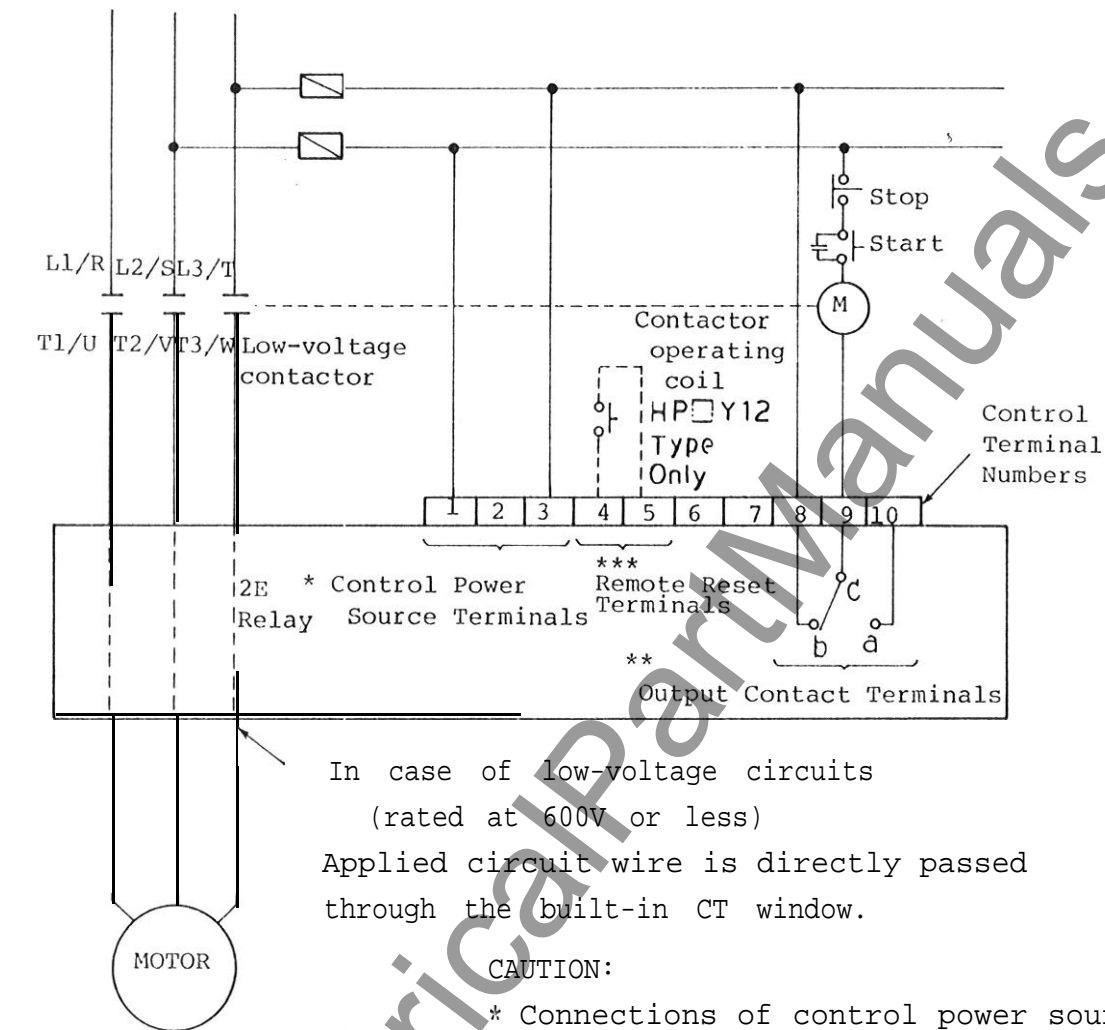 Stop
Start
L1/R L2/S L3/T
M
T1/U T2/V T3/W Low-voltage
contactor
Contactor
operating
coil
HP□Y12
Type
Only
Control
Terminal
Numbers
1 2 3 4 5 6 7 8 9 10
2E
Relay
* Control Power
Source Terminals
***
Remote Reset
Terminals
C
b a
**
Output Contact Terminals
In case of low-voltage circuits
(rated at 600V or less)
Applied circuit wire is directly passed
through the built-in CT window.
MOTOR
CAUTION:
* Connections of control power
icalPartManuals